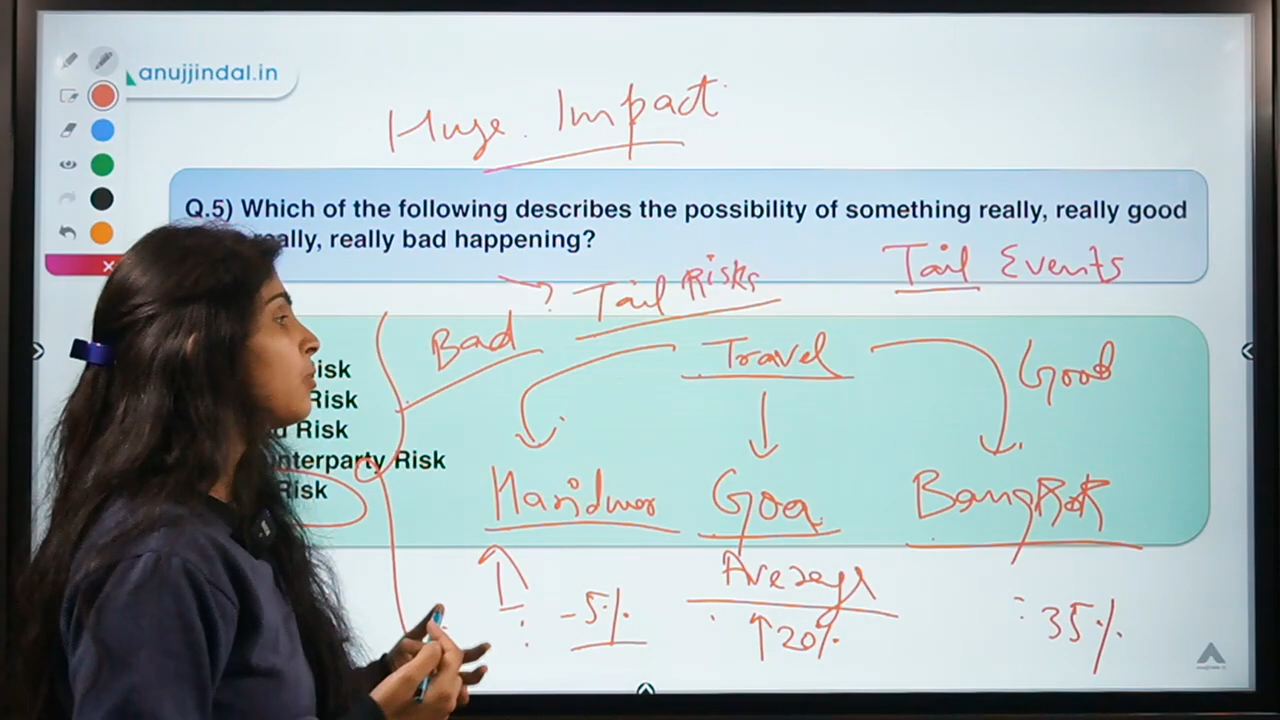 anujjindal.in
Huge Impact
Q.5) Which of the following describes the possibility of something really, really good
really, really bad happening?
Tail Events
Tail Risks
Bad
Travel
Good
Risk
Risk
Risk
Counterparty Risk
Risk
Haridwar Goa Bangkok
Average
-5% ↑20% 35%